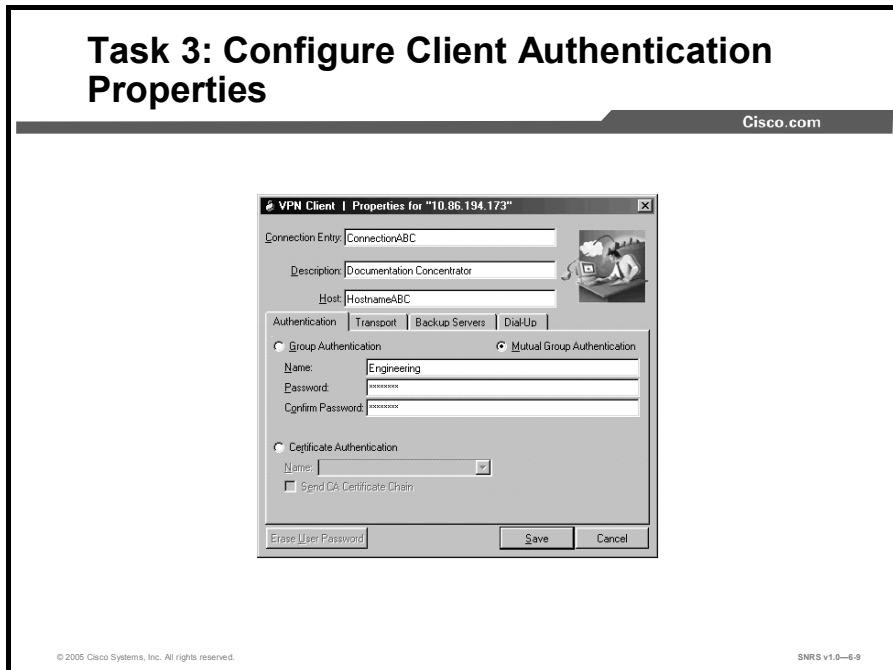 Task 3: Configure Client Authentication
Properties
Cisco.com
VPN Client | Properties for "10.86.194.173"
Connection Entry: ConnectionABC
Description: Documentation Concentrator
Host: HostnameABC
Authentication Transport Backup Servers Dial-Up
Group Authentication Mutual Group Authentication
Name: Engineering
Password: ********
Confirm Password: ********
Certificate Authentication
Name:
Send CA Certificate Chain
Erase User Password Save Cancel
© 2005 Cisco Systems, Inc. All rights reserved. SNRS v1.0—6-9